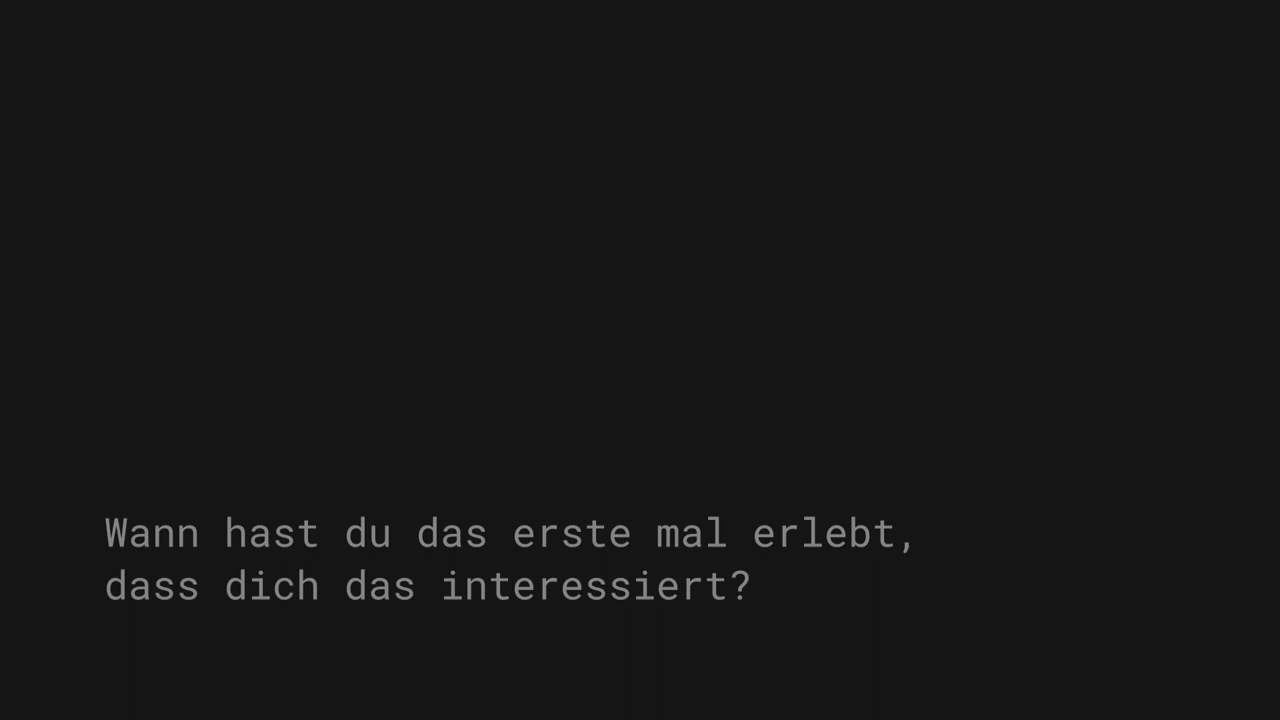 Wann hast du das erste mal erlebt,
dass dich das interessiert?